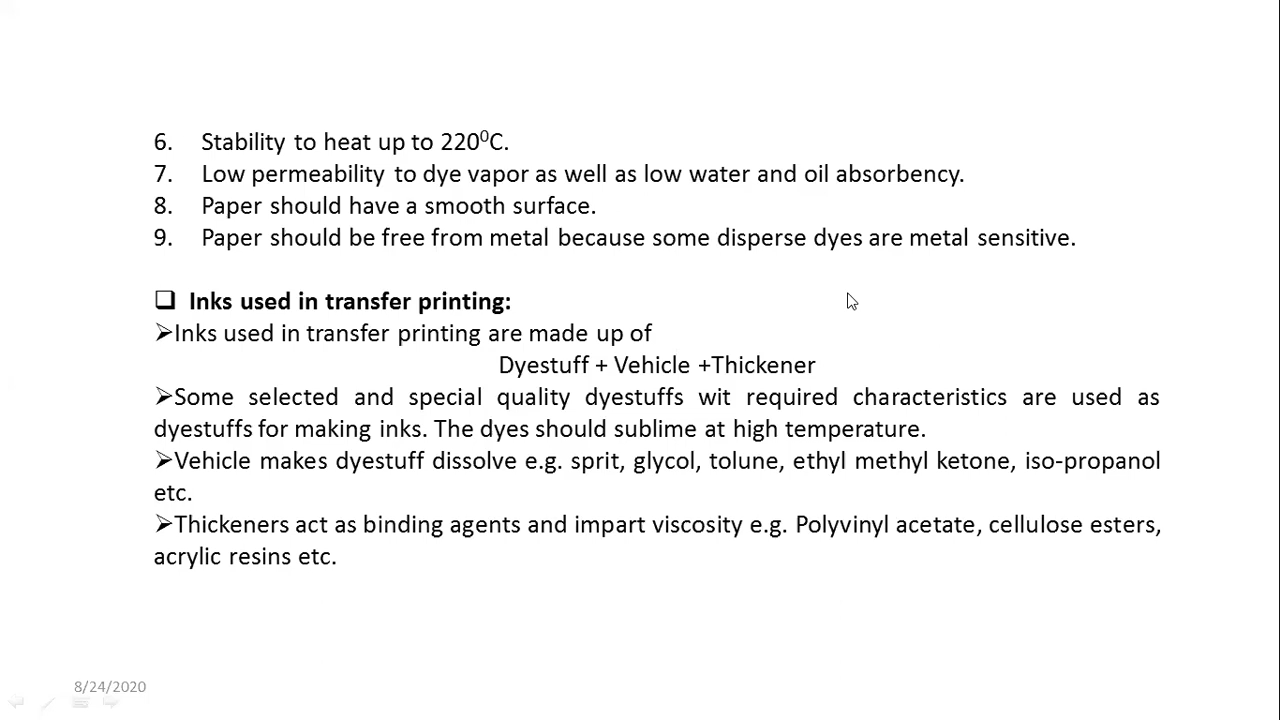 6. Stability to heat up to 220⁰C.
7. Low permeability to dye vapor as well as low water and oil absorbency.
8. Paper should have a smooth surface.
9. Paper should be free from metal because some disperse dyes are metal sensitive.
❑ Inks used in transfer printing:
➢Inks used in transfer printing are made up of
Dyestuff + Vehicle +Thickener
➢Some selected and special quality dyestuffs wit required characteristics are used as
dyestuffs for making inks. The dyes should sublime at high temperature.
➢Vehicle makes dyestuff dissolve e.g. sprit, glycol, tolune, ethyl methyl ketone, iso-propanol
etc.
➢Thickeners act as binding agents and impart viscosity e.g. Polyvinyl acetate, cellulose esters,
acrylic resins etc.
8/24/2020